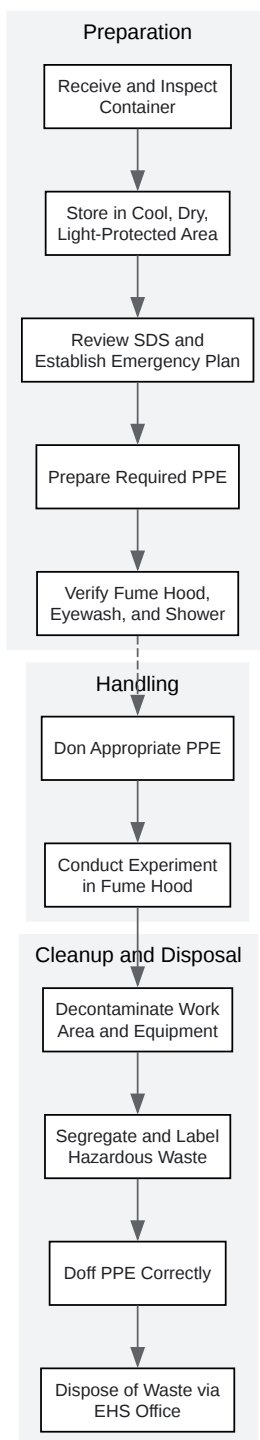 Preparation
Receive and Inspect
Container
Store in Cool, Dry,
Light-Protected Area
Review SDS and
Establish Emergency Plan
Prepare Required PPE
Verify Fume Hood,
Eyewash, and Shower
Handling
Don Appropriate PPE
Conduct Experiment
in Fume Hood
Cleanup and Disposal
Decontaminate Work
Area and Equipment
Segregate and Label
Hazardous Waste
Doff PPE Correctly
Dispose of Waste via
EHS Office